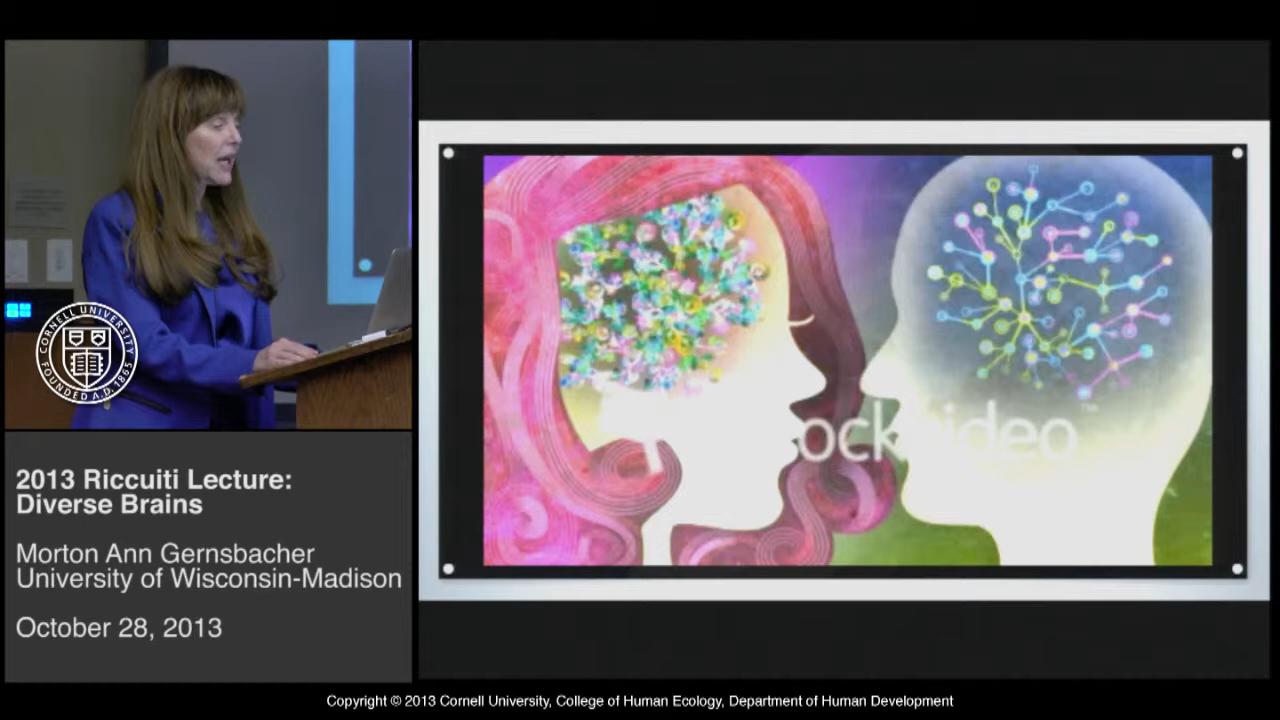 CORNELL UNIVERSITY
FOUNDED A.D. 1865
2013 Riccuiti Lecture:
Diverse Brains
Morton Ann Gernsbacher
University of Wisconsin-Madison
October 28, 2013
Copyright © 2013 Cornell University, College of Human Ecology, Department of Human Development